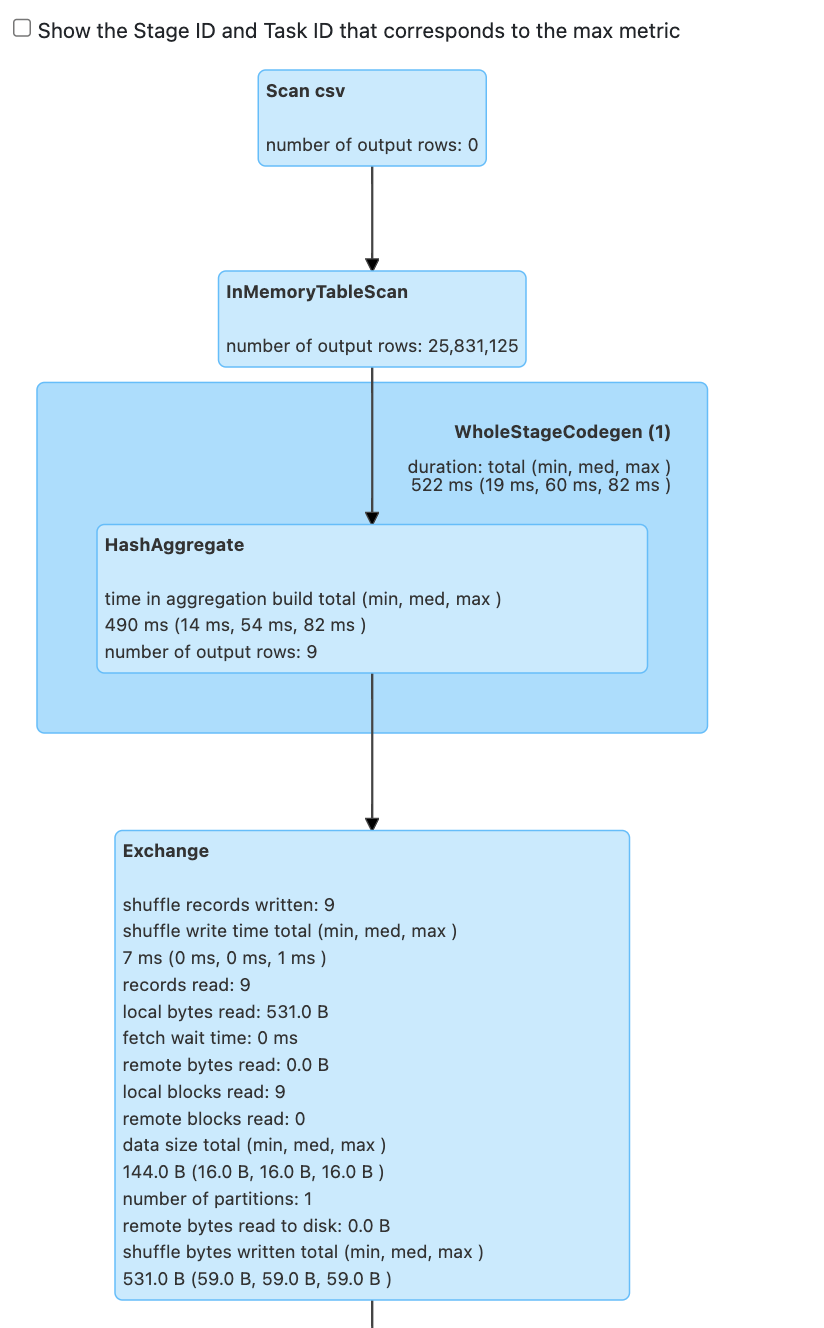 Show the Stage ID and Task ID that corresponds to the max metric
Scan csv
number of output rows: 0
InMemoryTableScan
number of output rows: 25,831,125
WholeStageCodegen (1)
duration: total (min, med, max )
522 ms (19 ms, 60 ms, 82 ms )
HashAggregate
time in aggregation build total (min, med, max )
490 ms (14 ms, 54 ms, 82 ms )
number of output rows: 9
Exchange
shuffle records written: 9
shuffle write time total (min, med, max )
7 ms (0 ms, 0 ms, 1 ms )
records read: 9
local bytes read: 531.0 B
fetch wait time: 0 ms
remote bytes read: 0.0 B
local blocks read: 9
remote blocks read: 0
data size total (min, med, max )
144.0 B (16.0 B, 16.0 B, 16.0 B )
number of partitions: 1
remote bytes read to disk: 0.0 B
shuffle bytes written total (min, med, max )
531.0 B (59.0 B, 59.0 B, 59.0 B )